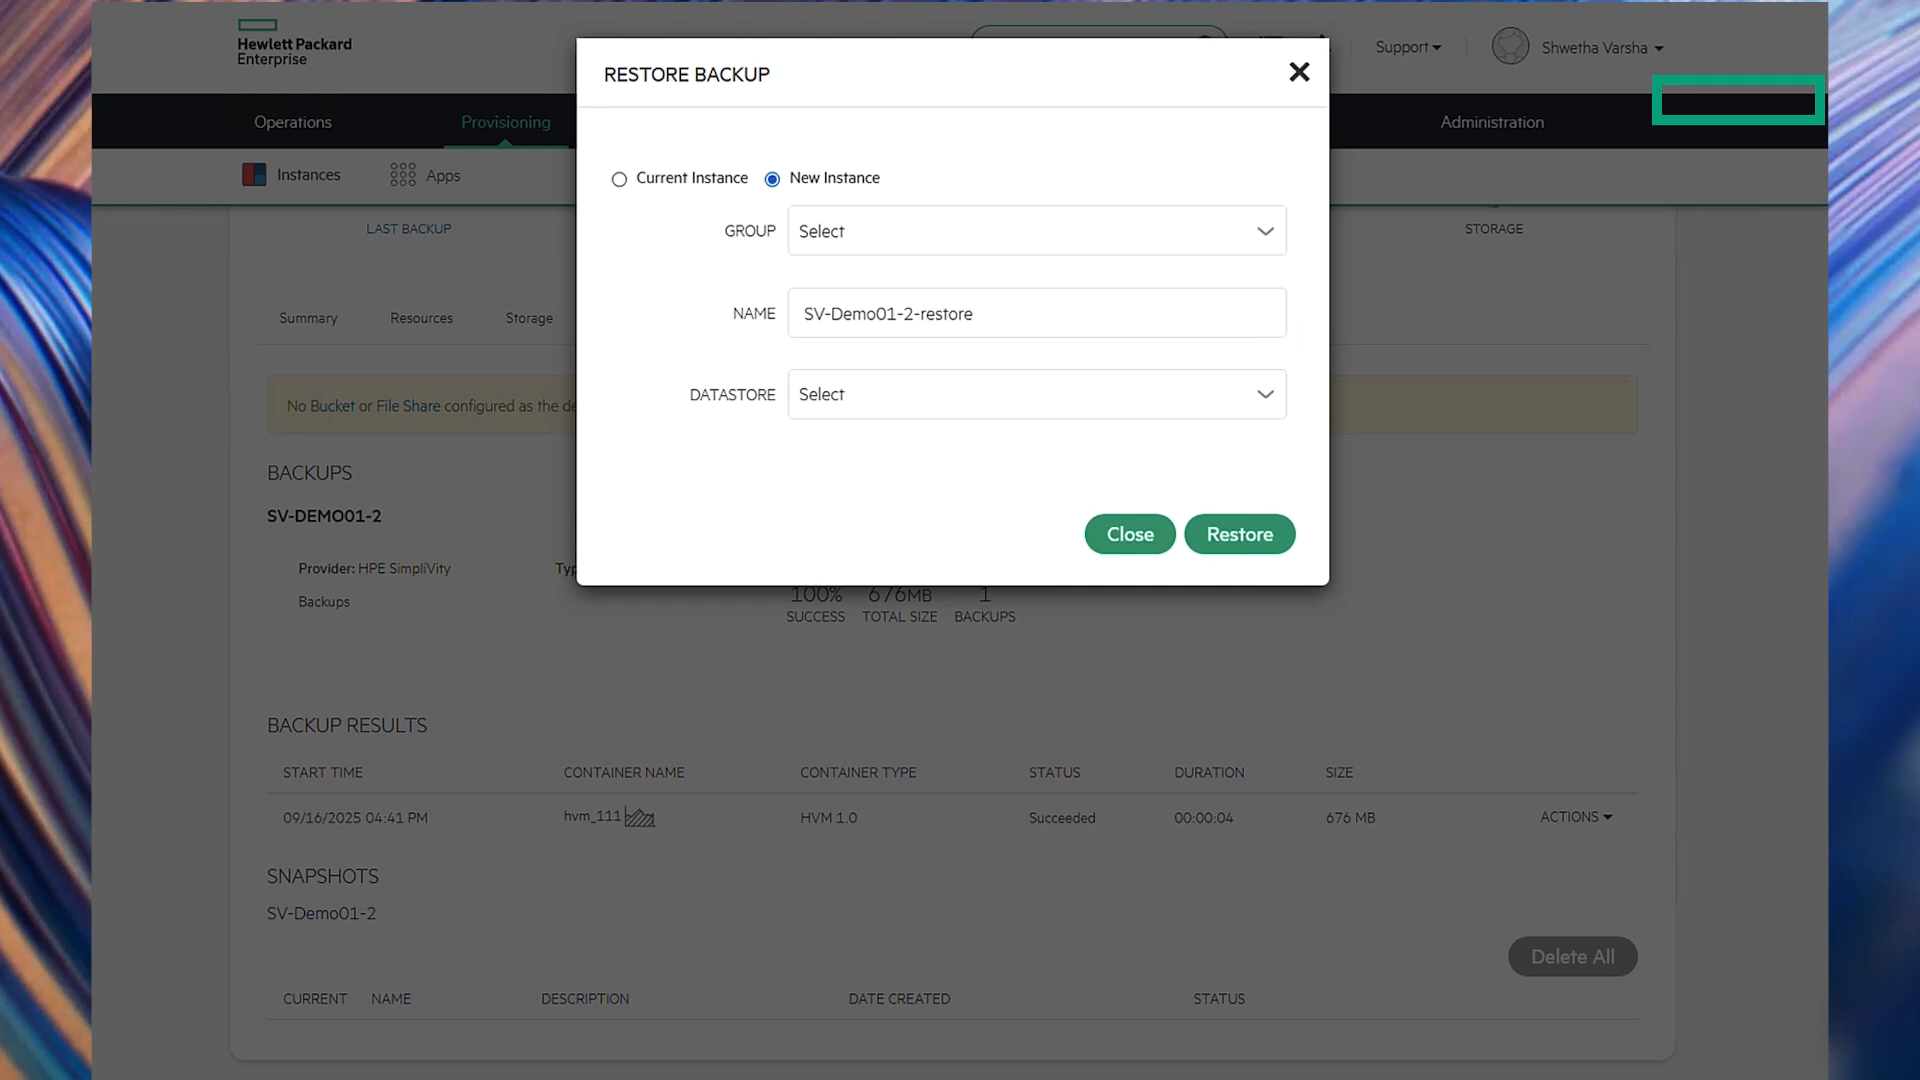 Hewlett Packard
Enterprise
Support
Shwetha Varsha
RESTORE BACKUP
Operations
Provisioning
Administration
Instances
Apps
Current Instance
New Instance
LAST BACKUP
STORAGE
GROUP
Select
NAME
SV-Demo01-2-restore
Summary
Resources
Storage
DATASTORE
Select
No Bucket or File Share configured as the de
BACKUPS
SV-DEMO01-2
Close
Restore
Provider: HPE SimpliVity
Typ
Backups
100%
676MB
1
SUCCESS
TOTAL SIZE
BACKUPS
BACKUP RESULTS
START TIME
CONTAINER NAME
CONTAINER TYPE
STATUS
DURATION
SIZE
09/16/2025 04:41 PM
hvm_111
HVM 1.0
Succeeded
00:00:04
676 MB
ACTIONS
SNAPSHOTS
SV-Demo01-2
Delete All
CURRENT
NAME
DESCRIPTION
DATE CREATED
STATUS